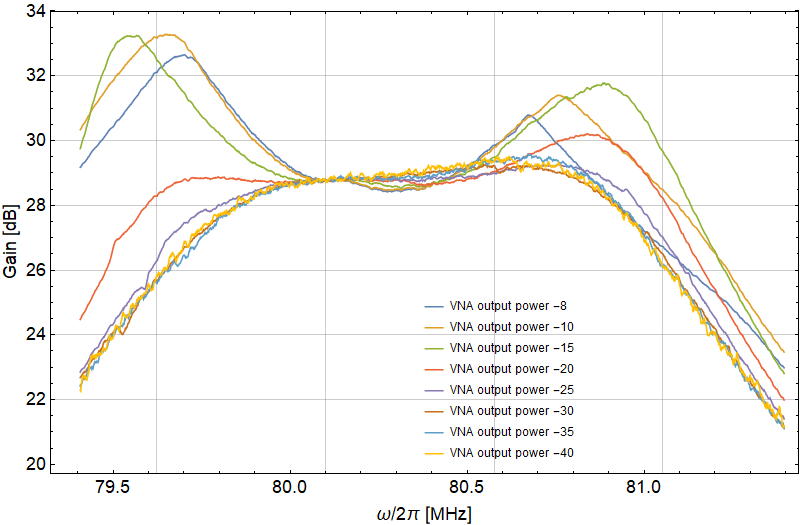 34
32
30
28
26
24
22
20
Gain [dB]
VNA output power −8
VNA output power −10
VNA output power −15
VNA output power −20
VNA output power −25
VNA output power −30
VNA output power −35
VNA output power −40
79.5 80.0 80.5 81.0
ω/2π [MHz]